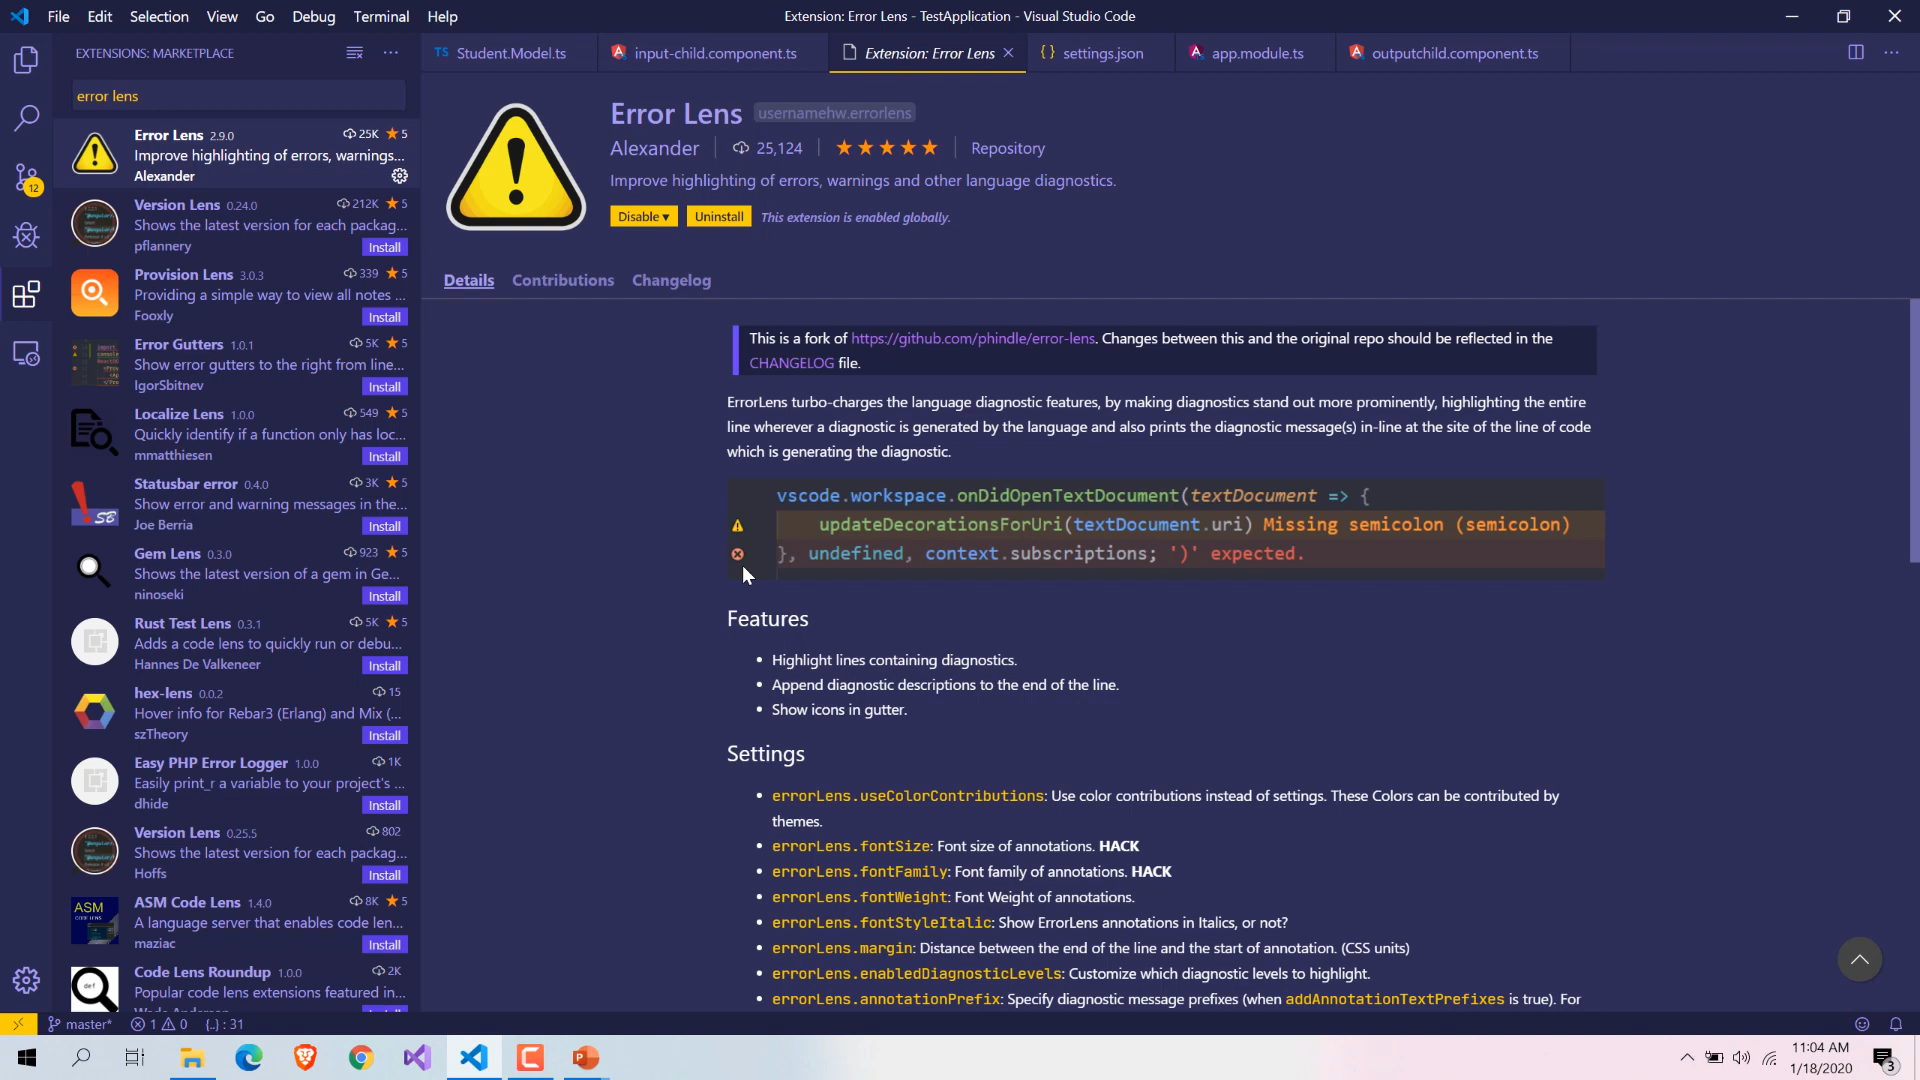 File Edit Selection View Go Debug Terminal Help
Extension: Error Lens - TestApplication - Visual Studio Code
EXTENSIONS: MARKETPLACE
error lens
Error Lens 2.9.0 25K ★5
Improve highlighting of errors, warnings...
Alexander
Version Lens 0.24.0 212K ★5
Shows the latest version for each packag...
pflannery Install
Provision Lens 3.0.3 339 ★5
Providing a simple way to view all notes ...
Fooxly Install
Error Gutters 1.0.1 5K ★5
Show error gutters to the right from line...
IgorSbitnev Install
Localize Lens 1.0.0 549 ★5
Quickly identify if a function only has loc...
mmatthiesen Install
Statusbar error 0.4.0 3K ★5
Show error and warning messages in the...
Joe Berria Install
Gem Lens 0.3.0 923 ★5
Shows the latest version of a gem in Ge...
ninoseki Install
Rust Test Lens 0.3.1 5K ★5
Adds a code lens to quickly run or debu...
Hannes De Valkeneer Install
hex-lens 0.0.2 15
Hover info for Rebar3 (Erlang) and Mix (...
szTheory Install
Easy PHP Error Logger 1.0.0 1K
Easily print_r a variable to your project's ...
dhide Install
Version Lens 0.25.5 802
Shows the latest version for each packag...
Hoffs Install
ASM Code Lens 1.4.0 8K ★5
A language server that enables code len...
maziac Install
Code Lens Roundup 1.0.0 2K
Popular code lens extensions featured in...
TS Student.Model.ts
input-child.component.ts
Extension: Error Lens
{} settings.json
app.module.ts
outputchild.component.ts
Error Lens usernamehw.errorlens
Alexander 25,124 ★★★★★ Repository
Improve highlighting of errors, warnings and other language diagnostics.
Disable ▾ Uninstall This extension is enabled globally.
Details Contributions Changelog
This is a fork of https://github.com/phindle/error-lens. Changes between this and the original repo should be reflected in the
CHANGELOG file.
ErrorLens turbo-charges the language diagnostic features, by making diagnostics stand out more prominently, highlighting the entire
line wherever a diagnostic is generated by the language and also prints the diagnostic message(s) in-line at the site of the line of code
which is generating the diagnostic.
vscode.workspace.onDidOpenTextDocument(textDocument => {
updateDecorationsForUri(textDocument.uri) Missing semicolon (semicolon)
}, undefined, context.subscriptions; ')' expected.
Features
• Highlight lines containing diagnostics.
• Append diagnostic descriptions to the end of the line.
• Show icons in gutter.
Settings
• errorLens.useColorContributions: Use color contributions instead of settings. These Colors can be contributed by
themes.
• errorLens.fontSize: Font size of annotations. HACK
• errorLens.fontFamily: Font family of annotations. HACK
• errorLens.fontWeight: Font Weight of annotations.
• errorLens.fontStyleItalic: Show ErrorLens annotations in Italics, or not?
• errorLens.margin: Distance between the end of the line and the start of annotation. (CSS units)
• errorLens.enabledDiagnosticLevels: Customize which diagnostic levels to highlight.
• errorLens.annotationPrefix: Specify diagnostic message prefixes (when addAnnotationTextPrefixes is true). For
12
master* 1 0 {..} : 31
11:04 AM
1/18/2020
3